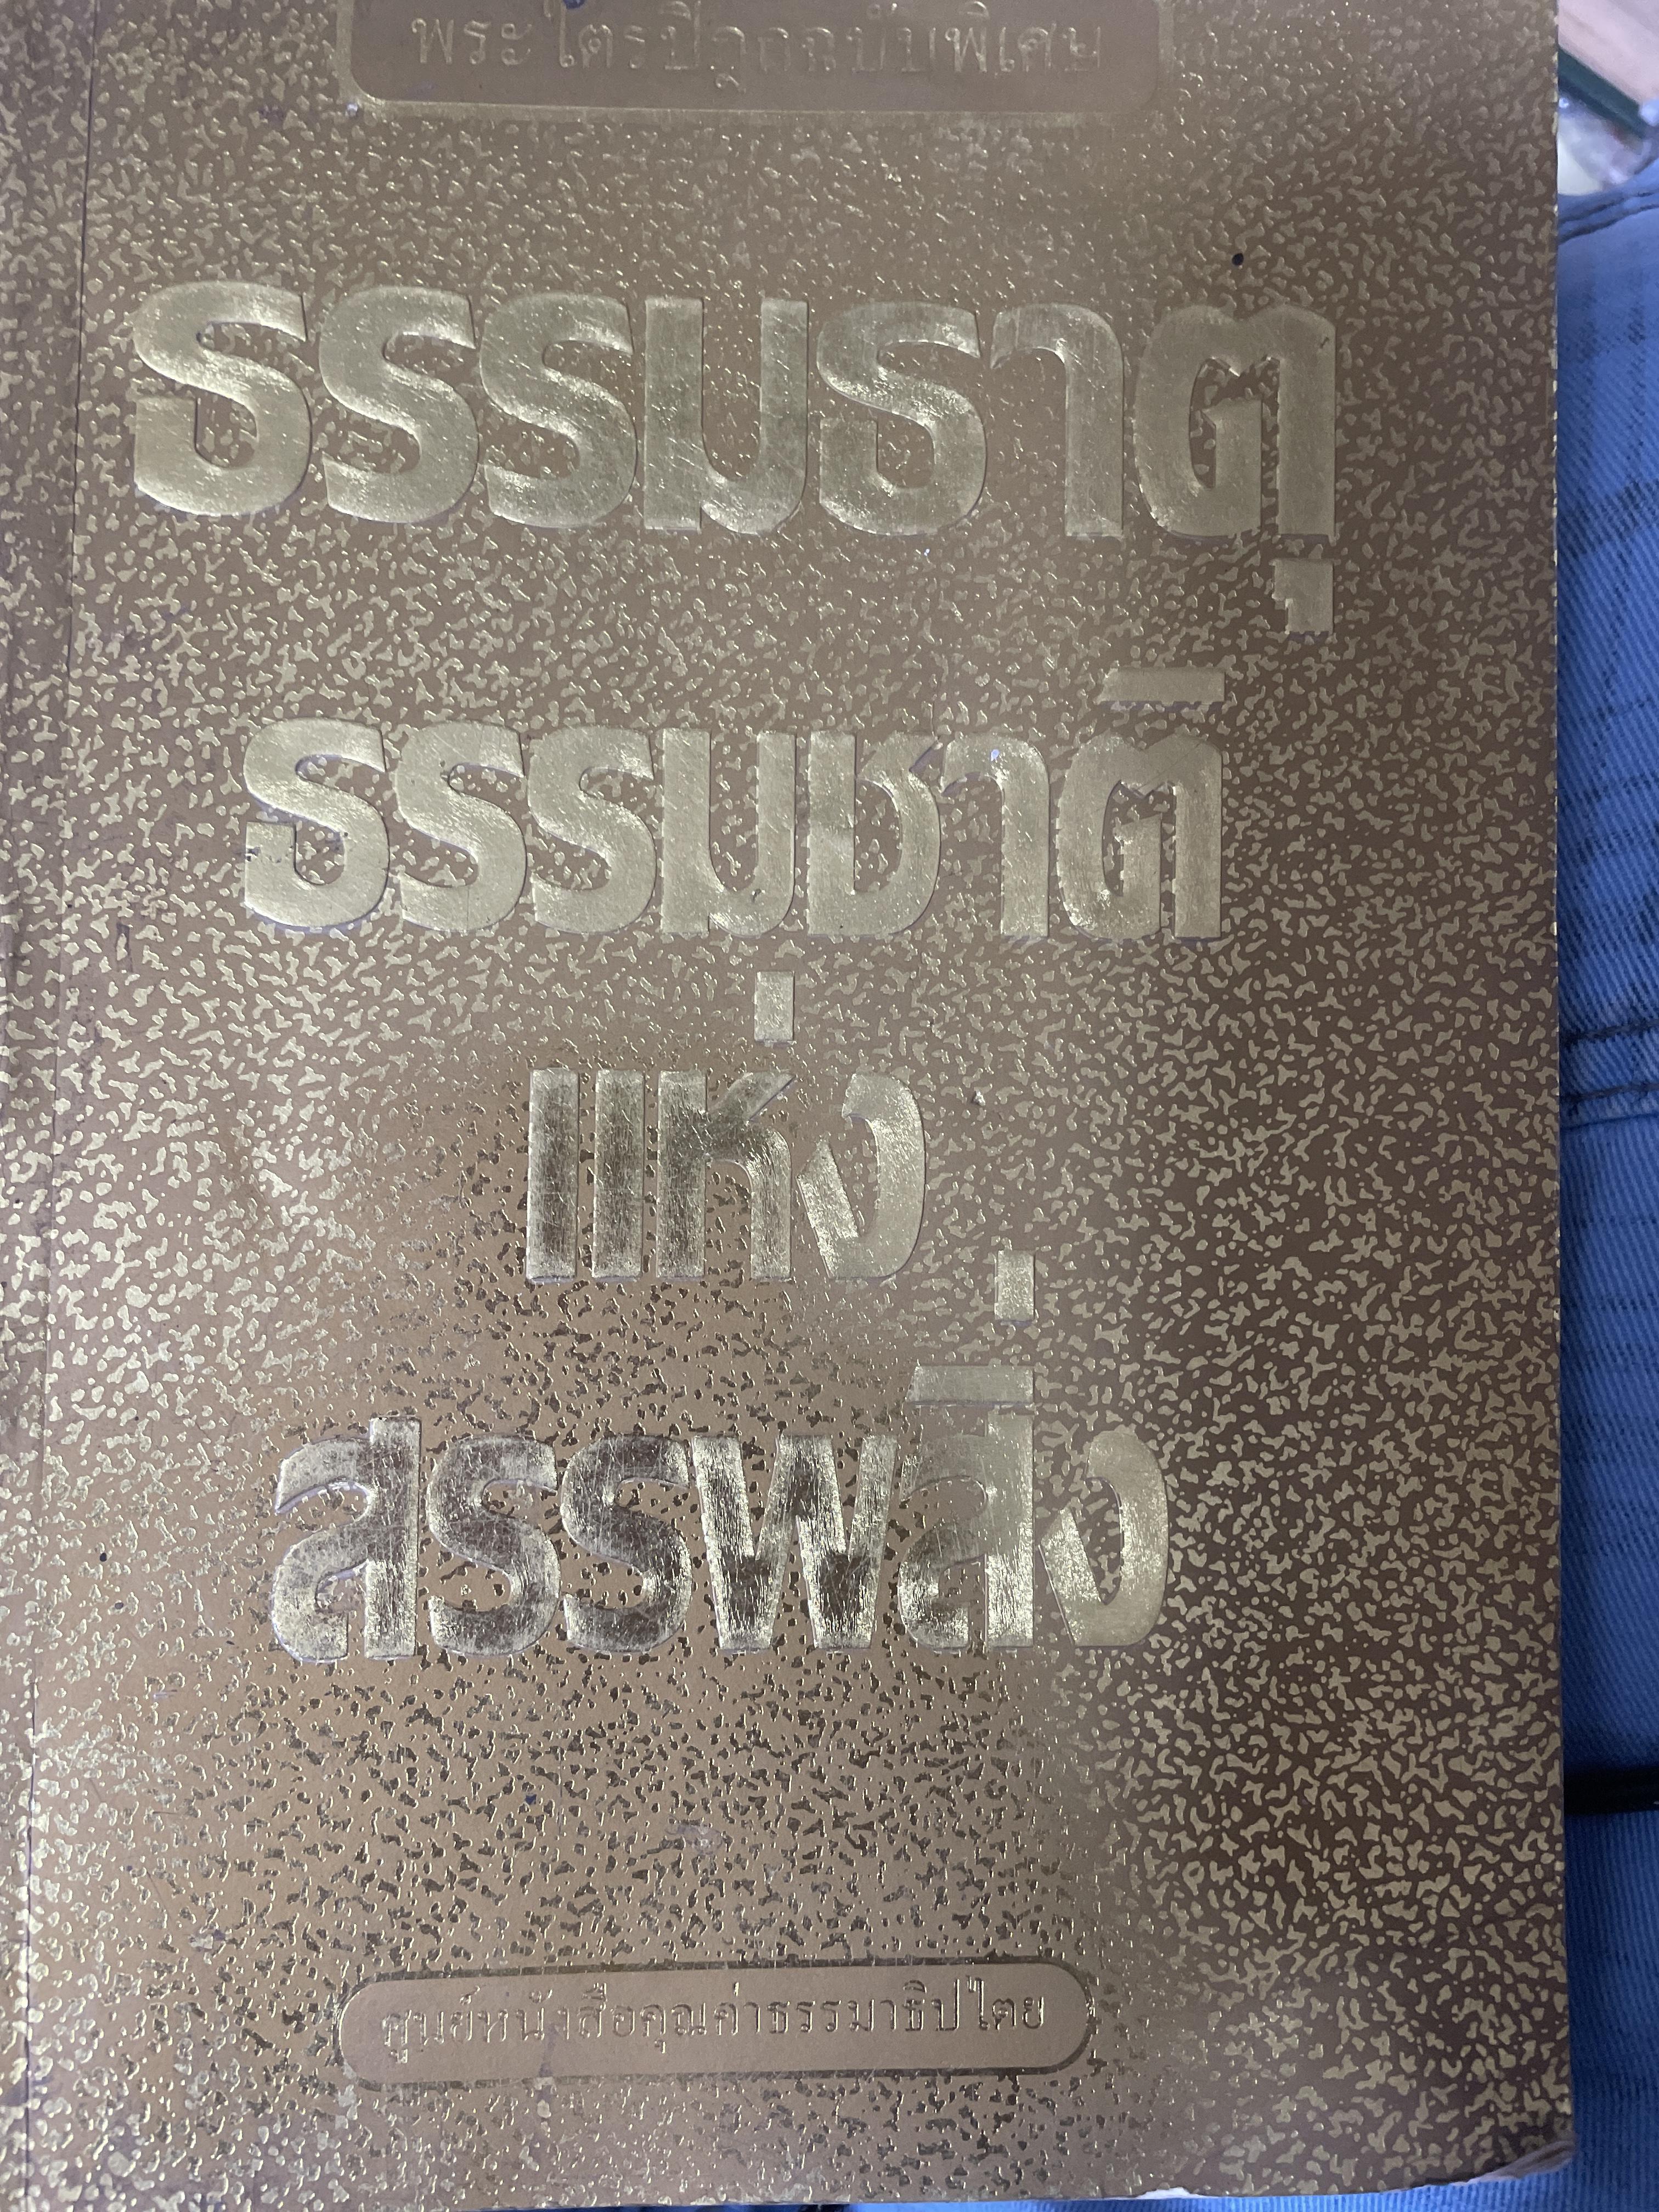 พระไตรปิฎกฉบับพิเศษ
ธรรมธาตุ
ธรรมชาติ
แห่ง
สรรพสิ่ง
ศูนย์หนังสือคุณค่าธรรมาธิปไตย